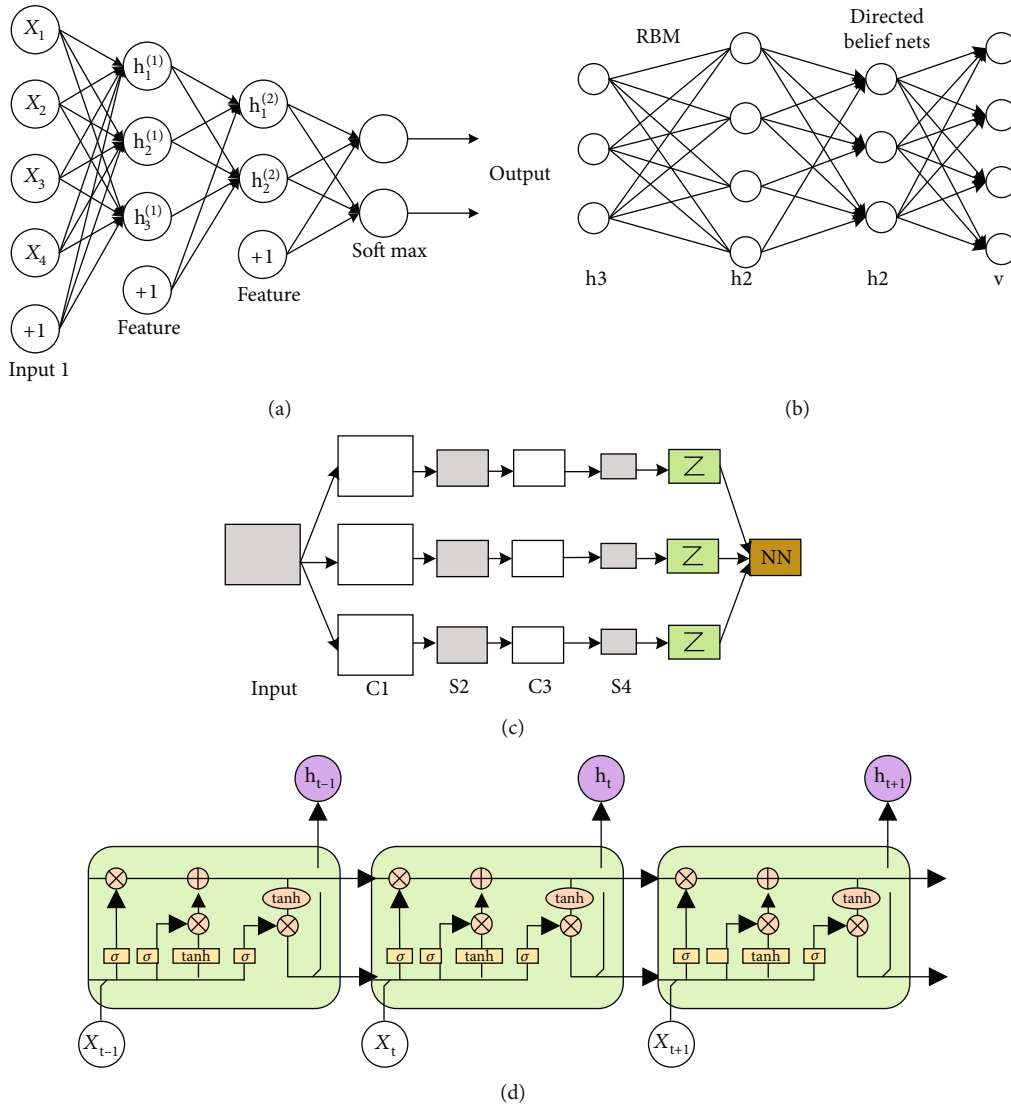 X₁
X₂
X₃
X₄
+1
Input 1
h₁⁽¹⁾
h₂⁽¹⁾
h₃⁽¹⁾
+1
Feature
h₁⁽²⁾
h₂⁽²⁾
+1
Feature
Soft max
Output
(a)
RBM
Directed
belief nets
h3
h2
h2
v
(b)
Z
Z
NN
Z
Input
C1
S2
C3
S4
(c)
hₜ₋₁
hₜ
hₜ₊₁
tanh
σ
σ
tanh
σ
tanh
σ
σ
tanh
σ
tanh
σ
tanh
σ
Xₜ₋₁
Xₜ
Xₜ₊₁
(d)